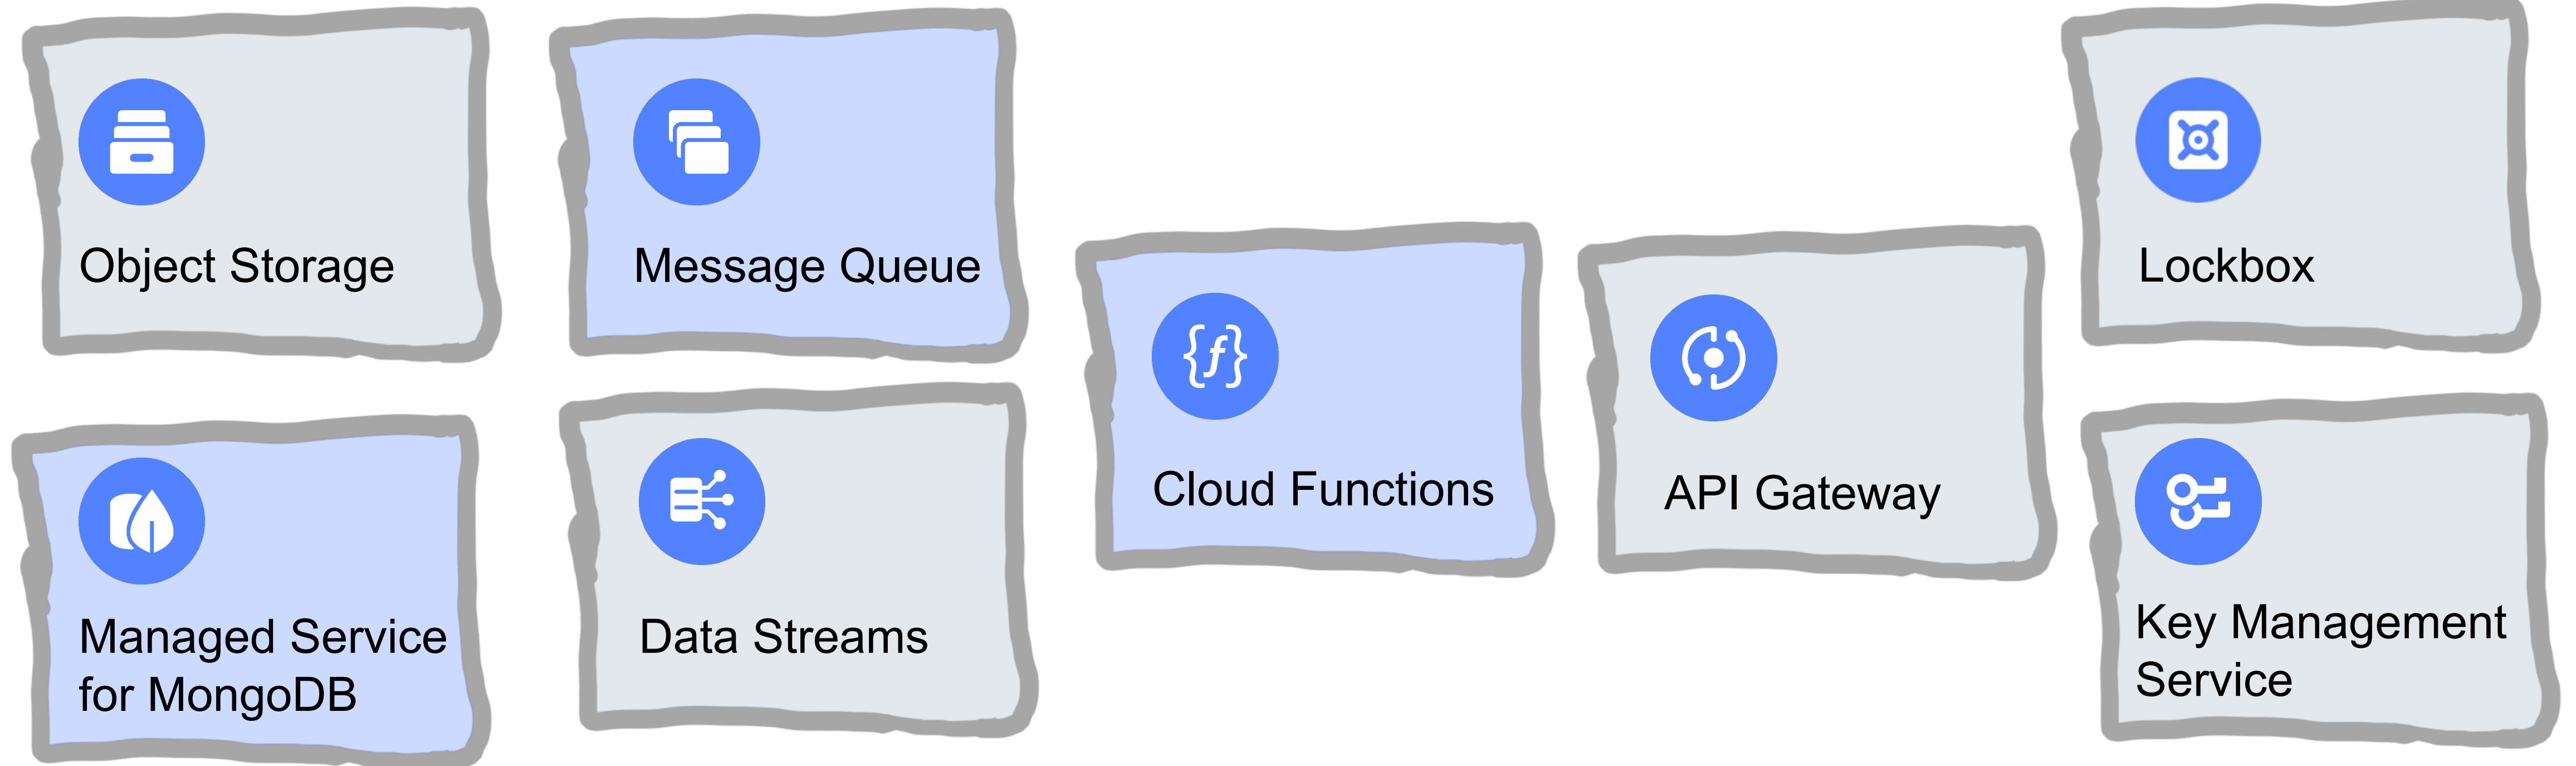 Object Storage
Message Queue
Lockbox
Cloud Functions
API Gateway
Managed Service
for MongoDB
Data Streams
Key Management
Service